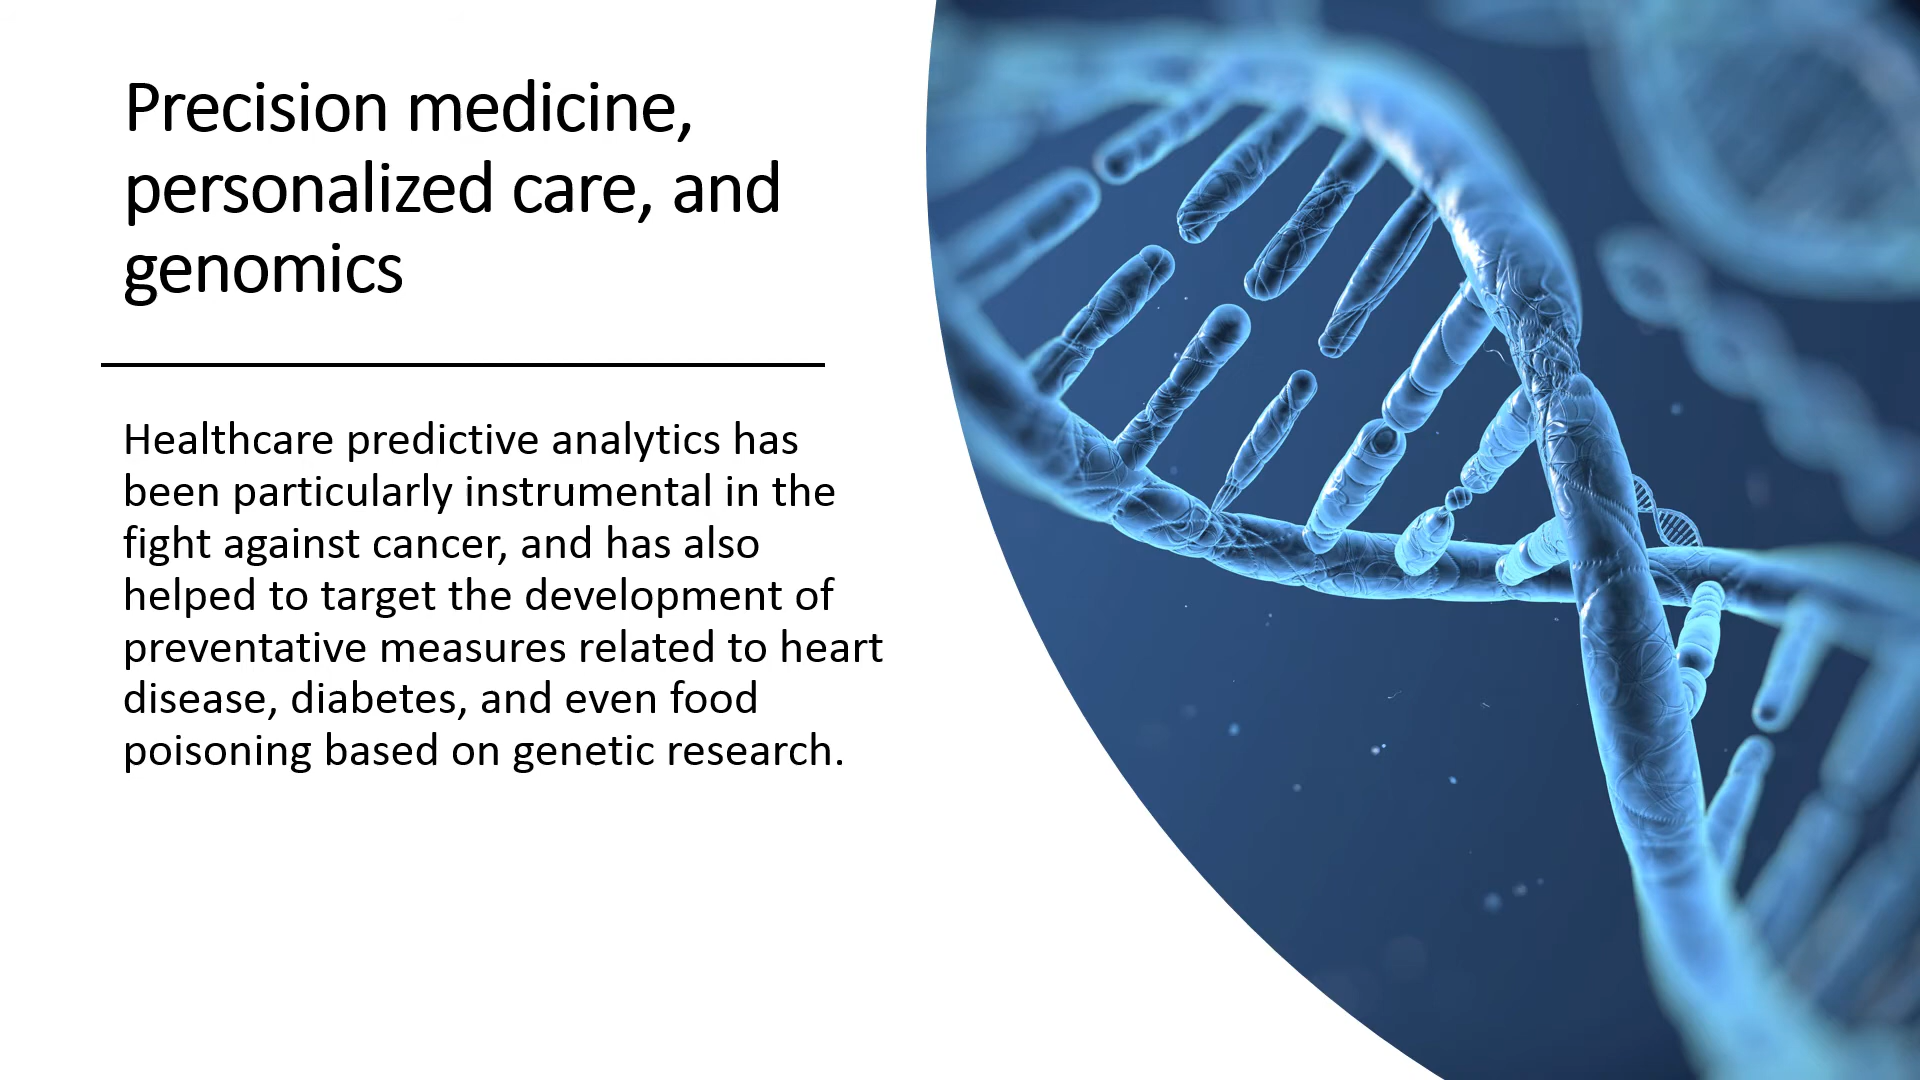 Precision medicine,
personalized care, and
genomics
Healthcare predictive analytics has
been particularly instrumental in the
fight against cancer, and has also
helped to target the development of
preventative measures related to heart
disease, diabetes, and even food
poisoning based on genetic research.